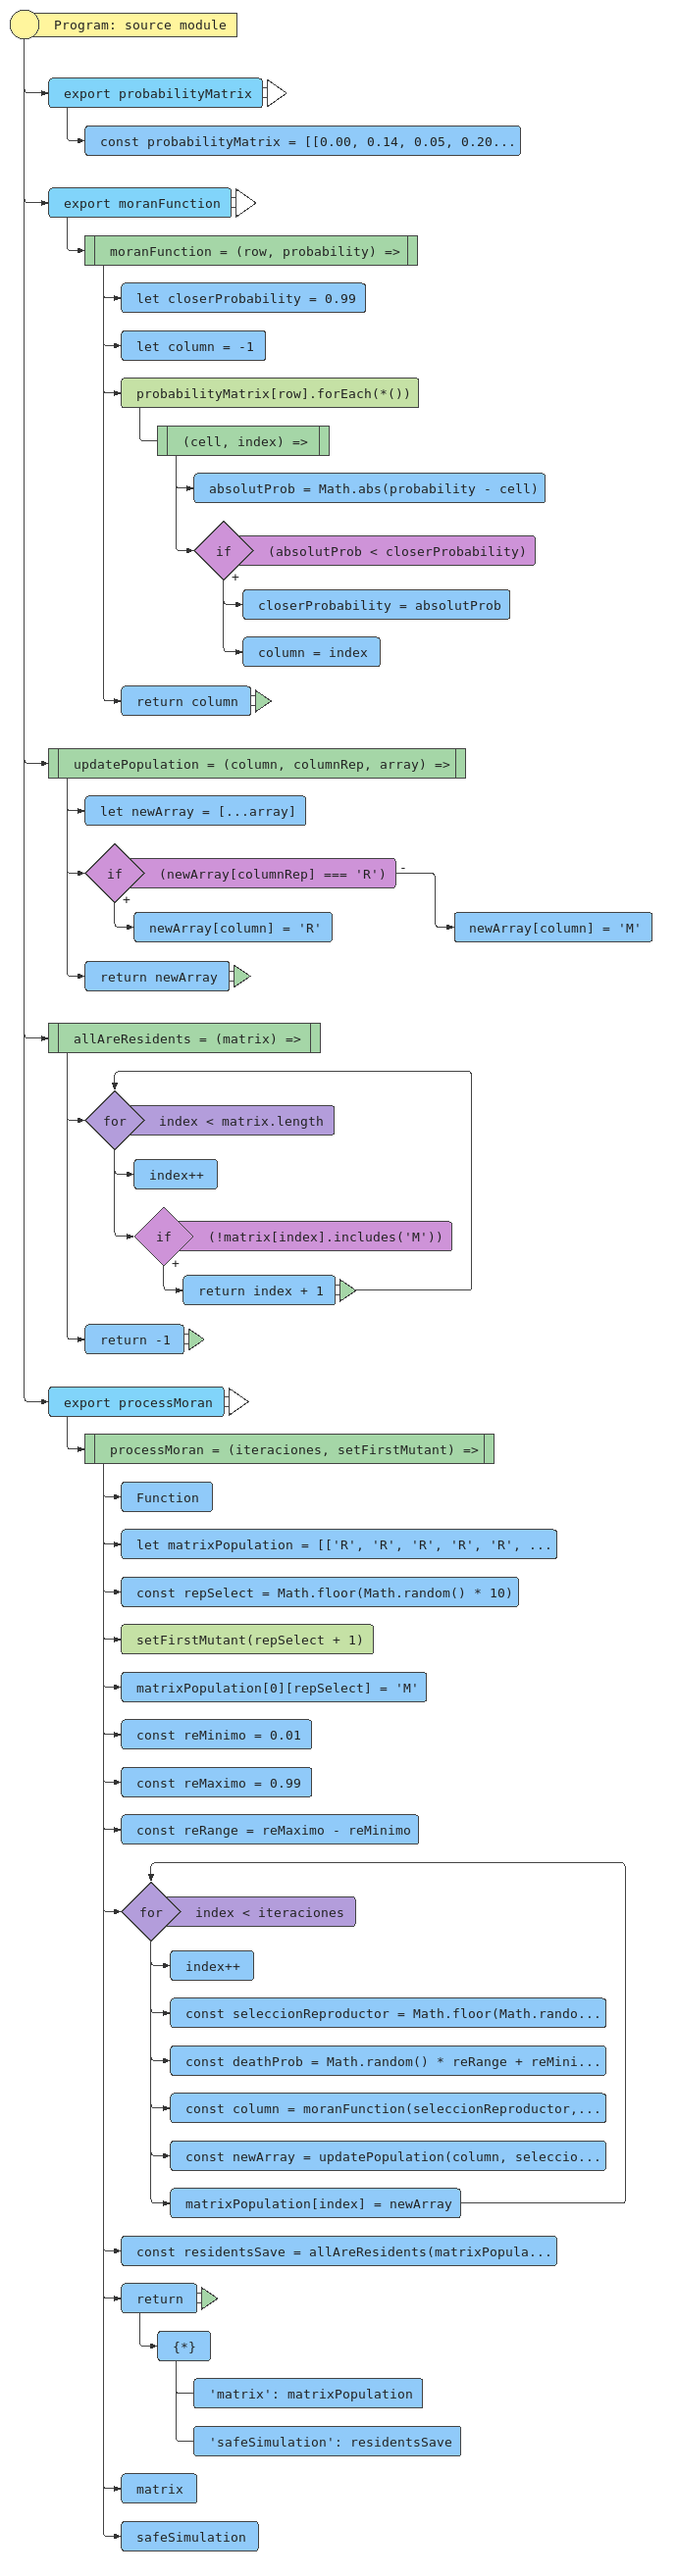 Program: source module
export probabilityMatrix
const probabilityMatrix = [[0.00, 0.14, 0.05, 0.20...
export moranFunction
moranFunction = (row, probability) =>
let closerProbability = 0.99
let column = -1
probabilityMatrix[row].forEach(*())
(cell, index) =>
absolutProb = Math.abs(probability - cell)
if (absolutProb < closerProbability)
+
closerProbability = absolutProb
column = index
return column
updatePopulation = (column, columnRep, array) =>
let newArray = [...array]
if (newArray[columnRep] === 'R') -
+
newArray[column] = 'R' newArray[column] = 'M'
return newArray
allAreResidents = (matrix) =>
for index < matrix.length
index++
if (!matrix[index].includes('M'))
+
return index + 1
return -1
export processMoran
processMoran = (iteraciones, setFirstMutant) =>
Function
let matrixPopulation = [['R', 'R', 'R', 'R', 'R', ...
const repSelect = Math.floor(Math.random() * 10)
setFirstMutant(repSelect + 1)
matrixPopulation[0][repSelect] = 'M'
const reMinimo = 0.01
const reMaximo = 0.99
const reRange = reMaximo - reMinimo
for index < iteraciones
index++
const seleccionReproductor = Math.floor(Math.rando...
const deathProb = Math.random() * reRange + reMini...
const column = moranFunction(seleccionReproductor,...
const newArray = updatePopulation(column, seleccio...
matrixPopulation[index] = newArray
const residentsSave = allAreResidents(matrixPopula...
return
{*}
'matrix': matrixPopulation
'safeSimulation': residentsSave
matrix
safeSimulation